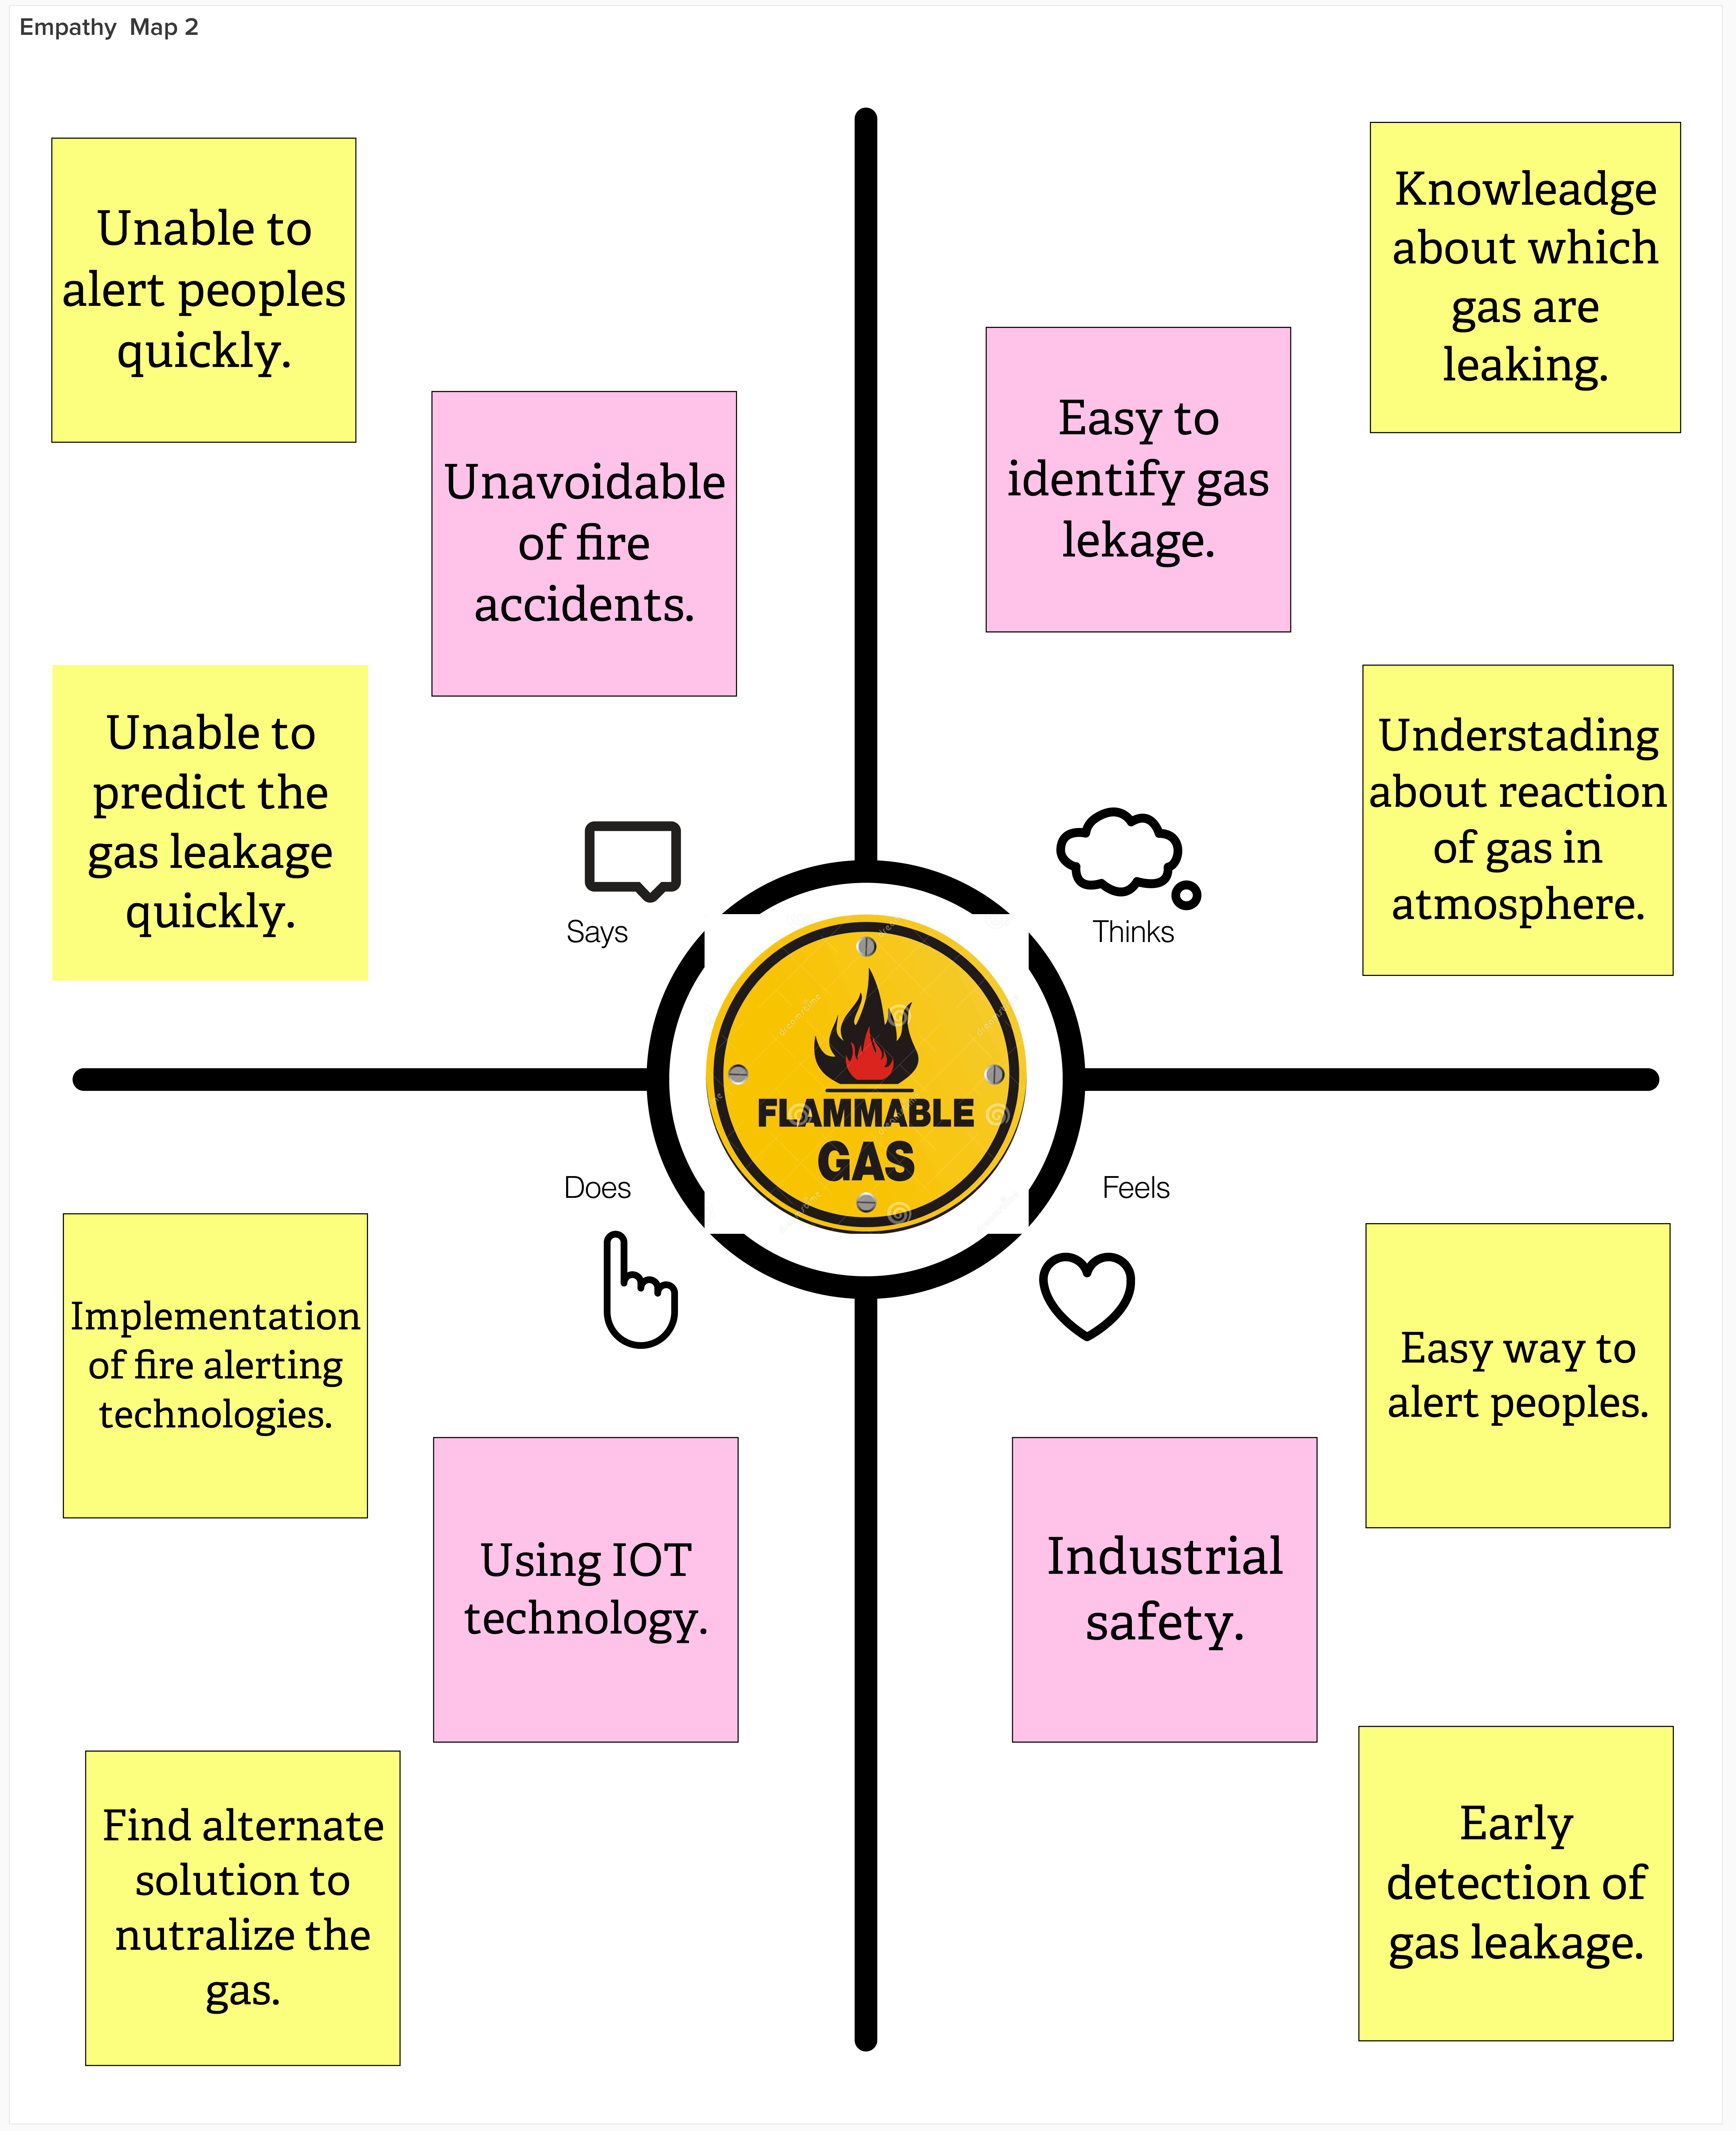 Empathy Map 2
Unable to
alert peoples
quickly.
Unavoidable
of fire
accidents.
Unable to
predict the
gas leakage
quickly.
Says
Knowleadge
about which
gas are
leaking.
Easy to
identify gas
lekage.
Understading
about reaction
of gas in
atmosphere.
Thinks
FLAMMABLE
GAS
Does
Implementation
of fire alerting
technologies.
Using IOT
technology.
Find alternate
solution to
nutralize the
gas.
Feels
Easy way to
alert peoples.
Industrial
safety.
Early
detection of
gas leakage.
dreamstime
dreamstime
dreamstime